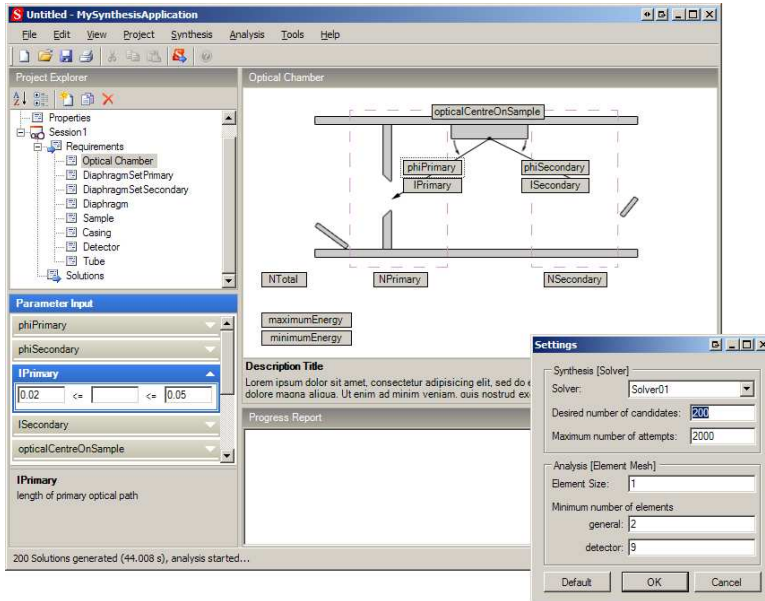 Untitled - MySynthesisApplication
File Edit View Project Synthesis Analysis Tools Help
Project Explorer
Properties
Session1
Requirements
Optical Chamber
DiaphragmSetPrimary
DiaphragmSetSecondary
Diaphragm
Sample
Casing
Detector
Tube
Solutions
Parameter Input
phiPrimary
phiSecondary
lPrimary
0.02 <= <= 0.05
lSecondary
opticalCentreOnSample
lPrimary
length of primary optical path
Optical Chamber
opticalCentreOnSample
phiPrimary phiSecondary
lPrimary lSecondary
NTotal NPrimary NSecondary
maximumEnergy
minimumEnergy
Description Title
Lorem ipsum dolor sit amet, consectetur adipisicing elit, sed do
dolore magna aliqua. Ut enim ad minim veniam, quis nostrud
Progress Report
200 Solutions generated (44.008 s), analysis started...
Settings
Synthesis [Solver]
Solver: Solver01
Desired number of candidates: 200
Maximum number of attempts: 2000
Analysis [Element Mesh]
Element Size: 1
Minimum number of elements
general: 2
detector: 9
Default OK Cancel